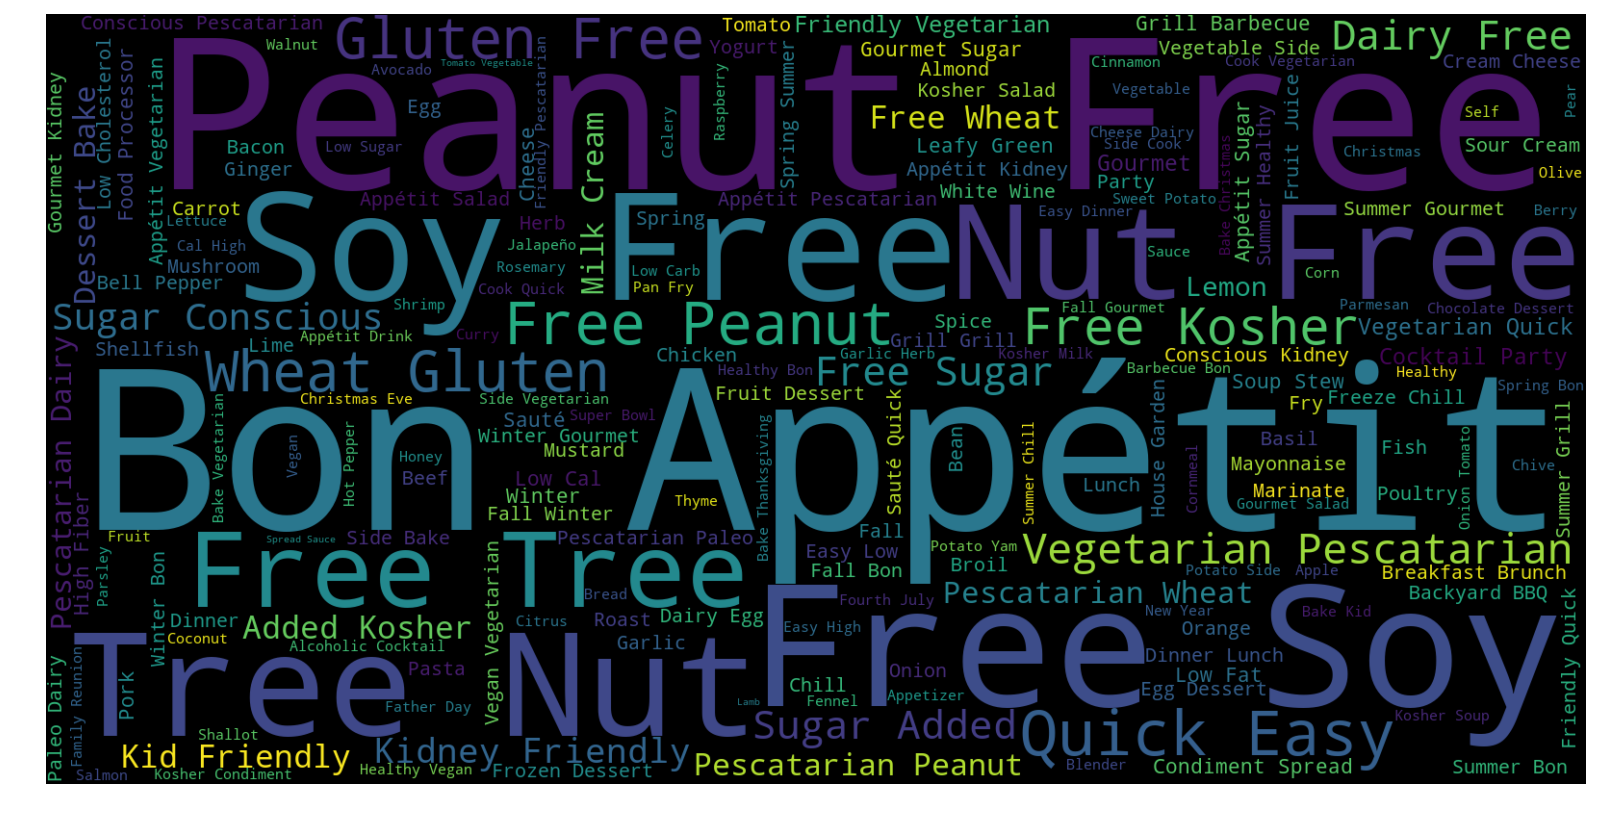 Conscious Pescatarian
Gluten Free
Tomato
Friendly Vegetarian
Grill Barbecue
Dairy Free
Walnut
Yogurt
Gourmet Sugar
Vegetable Side
Avocado
Tomato Vegetable
Almond
Cinnamon
Cook Vegetarian
Cream Cheese
Peanut Free
Gourmet Kidney
Dessert Bake
Low Cholesterol
Food Processor
Appétit Vegetarian
Egg
Friendly Pescatarian
Cheese
Milk Cream
Celery
Raspberry
Spring Summer
Kosher Salad
Free Wheat
Vegetable
Appétit Sugar
Summer Healthy
Fruit Juice
Self
Pear
Bacon
Low Sugar
Leafy Green
Cheese Dairy
Side Cook
Bake Christmas
Christmas
Sour Cream
Ginger
Appétit Kidney
Gourmet
Olive
Party
Appétit Salad
Appétit Pescatarian
White Wine
Sweet Potato
Carrot
Lettuce
Soy Free
Nut Free
Herb
Spring
Easy Dinner
Summer Gourmet
Berry
Cal High
Jalapeño
Sauce
Mushroom
Rosemary
Low Carb
Corn
Bell Pepper
Cook Quick
Pan Fry
Lemon
Shrimp
Fall Gourmet
Parmesan
Chocolate Dessert
Sugar Conscious
Appétit Drink
Curry
Free Peanut
Spice
Free Kosher
Vegetarian Quick
Pescatarian Dairy
Shellfish
Lime
Grill Grill
Wheat Gluten
Chicken
Garlic Herb
Kosher Milk
Conscious Kidney
Cocktail Party
Healthy Bon
Free Sugar
Barbecue Bon
Healthy
Soup Stew
Spring Bon
Christmas Eve
Side Vegetarian
Fruit Dessert
Fry
Freeze Chill
Bon Appétit
Sauté
Super Bowl
Sauté Quick
House Garden
Bake Vegetarian
Vegan
Hot Pepper
Honey
Winter Gourmet
Mustard
Bake Thanksgiving
Bean
Summer Chill
Basil
Fish
Onion Tomato
Summer Grill
Beef
Low Cal
Mayonnaise
Chive
Winter
Thyme
Lunch
Cornmeal
Marinate
Poultry
High Fiber
Fall Winter
Gourmet Salad
Fruit
Spread Sauce
Side Bake
Pescatarian Paleo
Fall
Free Tree
Easy Low
Potato Yam
Vegetarian Pescatarian
Parsley
Winter Bon
Fall Bon
Broil
Potato Side
Apple
Breakfast Brunch
Vegan Vegetarian
Bread
Fourth July
Pescatarian Wheat
Backyard BBQ
Dinner
Citrus
Roast
Dairy Egg
New Year
Bake Kid
Added Kosher
Easy High
Orange
Coconut
Alcoholic Cocktail
Garlic
Free Soy
Tree Nut
Pasta
Onion
Dinner Lunch
Paleo Dairy
Family Reunion
Pork
Chill
Low Fat
Friendly Quick
Appetizer
Egg Dessert
Father Day
Lamb
Fennel
Kosher Soup
Shallot
Sugar Added
Quick Easy
Kid Friendly
Kidney Friendly
Salmon
Kosher Condiment
Healthy Vegan
Frozen Dessert
Pescatarian Peanut
Blender
Condiment Spread
Summer Bon